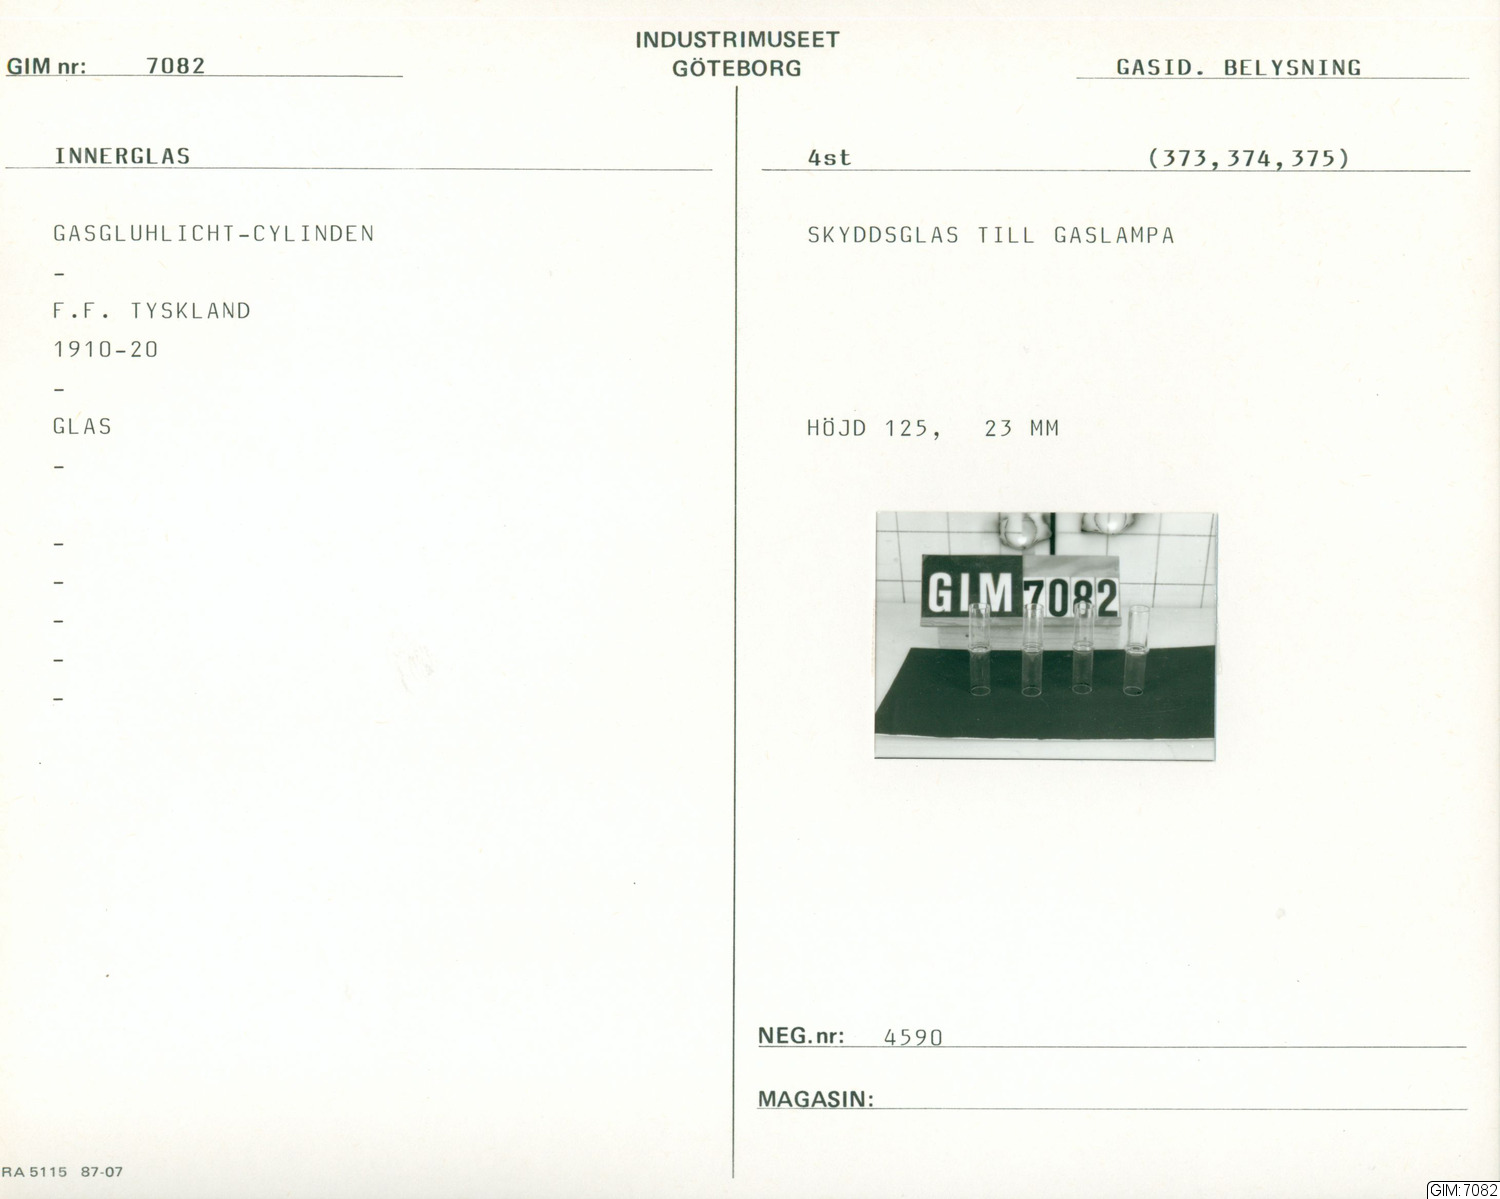 INDUSTRIMUSEET
GÖTEBORG
GIM nr: 7082
GASID. BELYSNING
INNERGLAS
4st (373,374,375)
GASGLUHLICHT-CYLINDEN
-
F.F. TYSKLAND
1910-20
-
GLAS
-
-
-
-
-
-
SKYDDSGLAS TILL GASLAMPA
HÖJD 125, 23 MM
GIM 7082
NEG.nr: 4590
MAGASIN:
RA 5115 87-07
GIM:7082